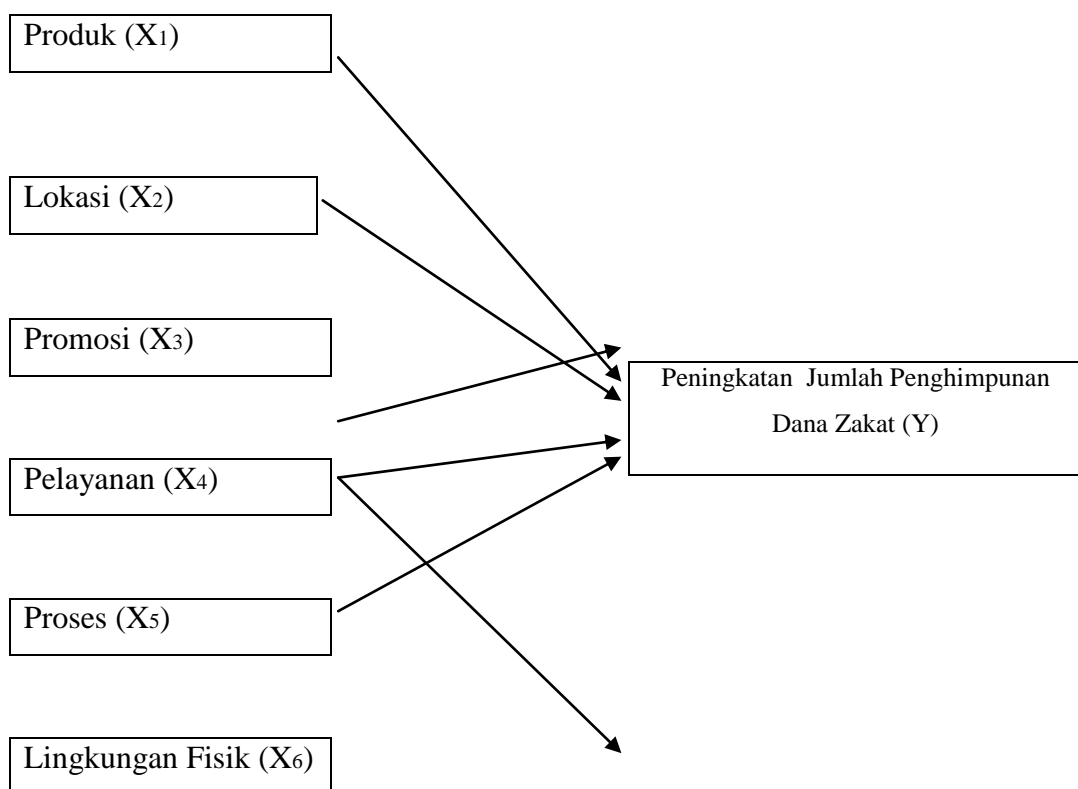 Produk (X1)
Lokasi (X2)
Promosi (X3)
Peningkatan Jumlah Penghimpunan
Dana Zakat (Y)
Pelayanan (X4)
Proses (X5)
Lingkungan Fisik (X6)